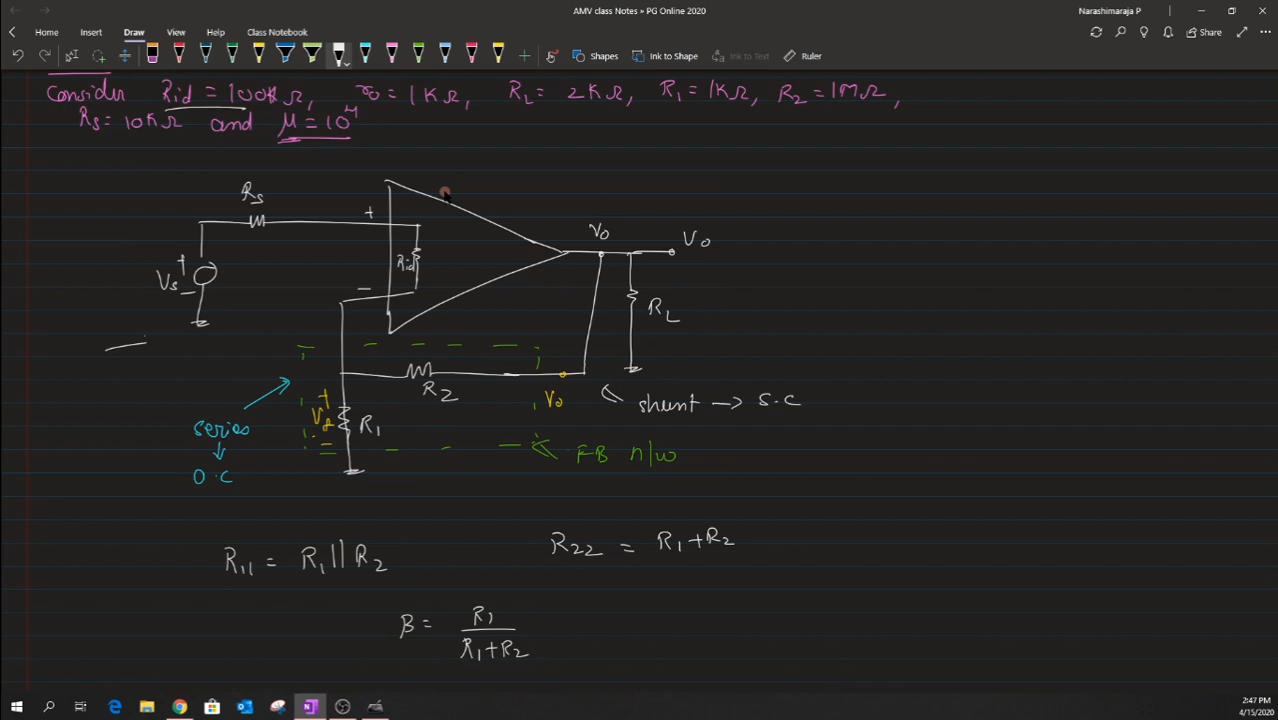 AMV class Notes » PG Online 2020
Narashimaraja P
Home Insert Draw View Help Class Notebook
Share
Shapes Ink to Shape Ink to Text Ruler
Consider Rid = 100kΩ, ro = 1KΩ, RL = 2KΩ, R1 = 1KΩ, R2 = 1MΩ,
Rs = 10KΩ and μ = 10^4
Rs
+
Vo
Vo
Rid
Vs + -
-
RL
R2
Vo
shunt → S.C
Vf + -
R1
series
↓
O.C
FB n/w
R11 = R1 || R2
R22 = R1+R2
β = R1 / R1+R2
2:47 PM
4/15/2020